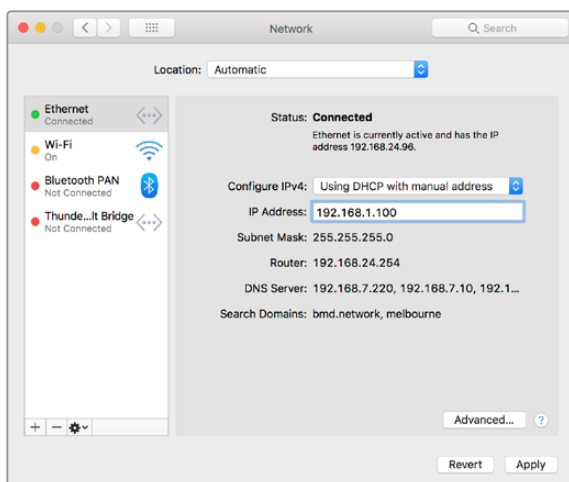 Network
Search
Location: Automatic
Ethernet
Connected
Wi-Fi
On
Bluetooth PAN
Not Connected
Thunde...lt Bridge
Not Connected
Status: Connected
Ethernet is currently active and has the IP
address 192.168.24.96.
Configure IPv4: Using DHCP with manual address
IP Address: 192.168.1.100
Subnet Mask: 255.255.255.0
Router: 192.168.24.254
DNS Server: 192.168.7.220, 192.168.7.10, 192.1...
Search Domains: bmd.network, melbourne
Advanced... ?
Revert Apply